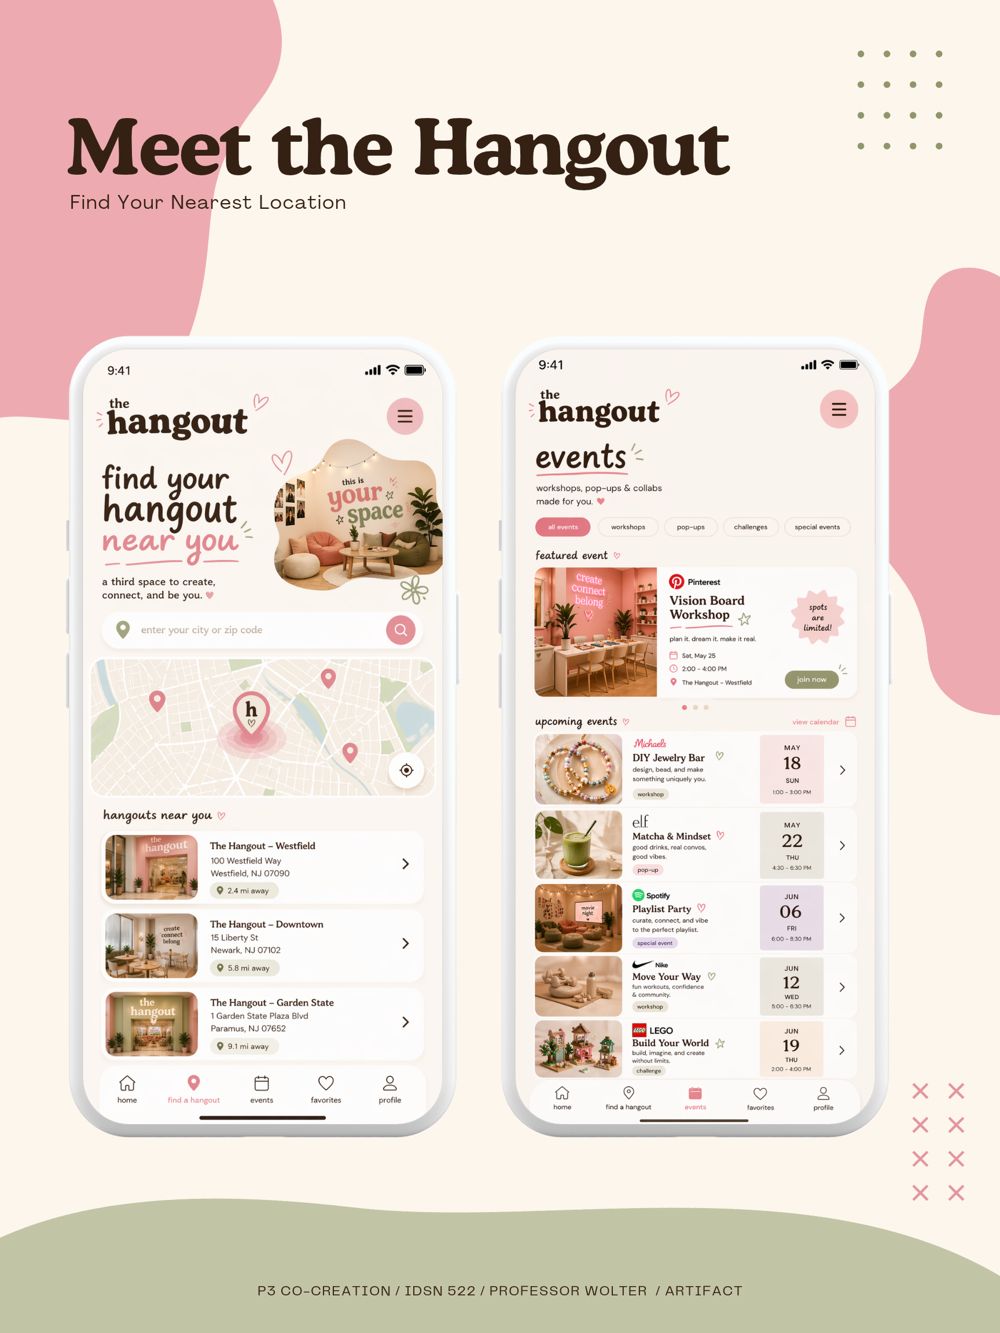 Meet the Hangout
Find Your Nearest Location
9:41
the
hangout
find your
hangout
near you
this is
your
space
a third space to create,
connect, and be you.
enter your city or zip code
h
hangouts near you
the
hangout
The Hangout – Westfield
100 Westfield Way
Westfield, NJ 07090
2.4 mi away
create
connect
belong
The Hangout – Downtown
15 Liberty St
Newark, NJ 07102
5.8 mi away
the
hangout
The Hangout – Garden State
1 Garden State Plaza Blvd
Paramus, NJ 07652
9.1 mi away
home
find a hangout
events
favorites
profile
9:41
the
hangout
events
workshops, pop-ups & collabs
made for you.
all events
workshops
pop-ups
challenges
special events
featured event
create
connect
belong
Pinterest
Vision Board
Workshop
plan it. dream it. make it real.
Sat, May 25
2:00 - 4:00 PM
The Hangout - Westfield
spots
are
limited!
join now
upcoming events
view calendar
Michaels
DIY Jewelry Bar
design, bead, and make
something uniquely you.
workshop
MAY
18
SUN
1:00 - 3:00 PM
elf
Matcha & Mindset
good drinks, real convos,
good vibes.
pop-up
MAY
22
THU
4:30 - 6:30 PM
movie
night
Spotify
Playlist Party
curate, connect, and vibe
to the perfect playlist.
special event
JUN
06
FRI
6:00 - 8:30 PM
Nike
Move Your Way
fun workouts, confidence
& community.
workshop
JUN
12
WED
5:00 - 6:30 PM
LEGO
LEGO
Build Your World
build, imagine, and create
without limits.
challenge
JUN
19
THU
2:00 - 4:00 PM
home
find a hangout
events
favorites
profile
P3 CO-CREATION / IDSN 522 / PROFESSOR WOLTER / ARTIFACT